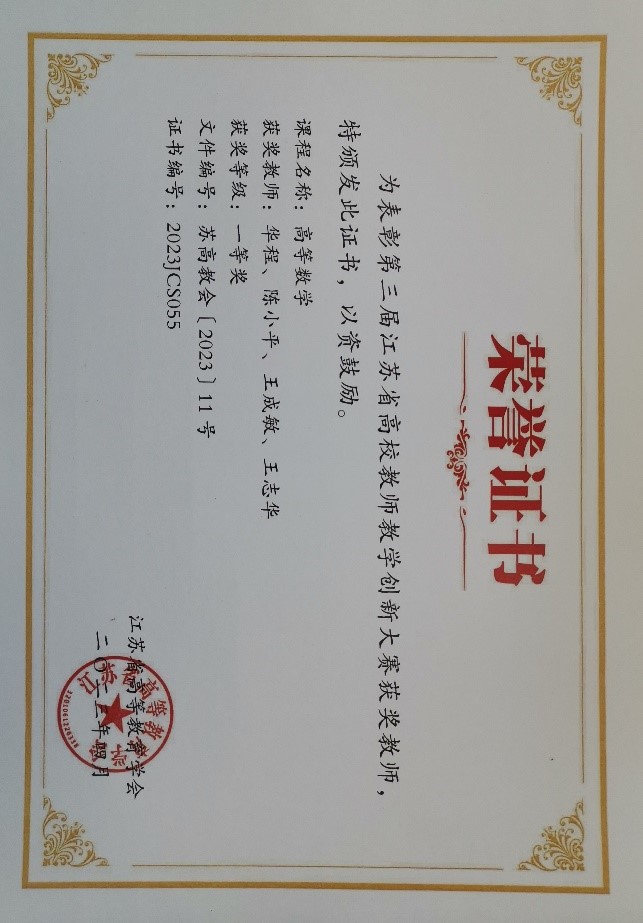 荣誉证书
为表彰第三届江苏省高校教师教学创新大赛获奖教师，
特颁发此证书，以资鼓励。
课程名称：高等数学
获奖教师：华程、陈小平、王成敏、王志华
获奖等级：一等奖
文件编号：苏高教会〔2023〕11号
证书编号：2023JCS055
江苏省高等教育学会
二〇二三年四月